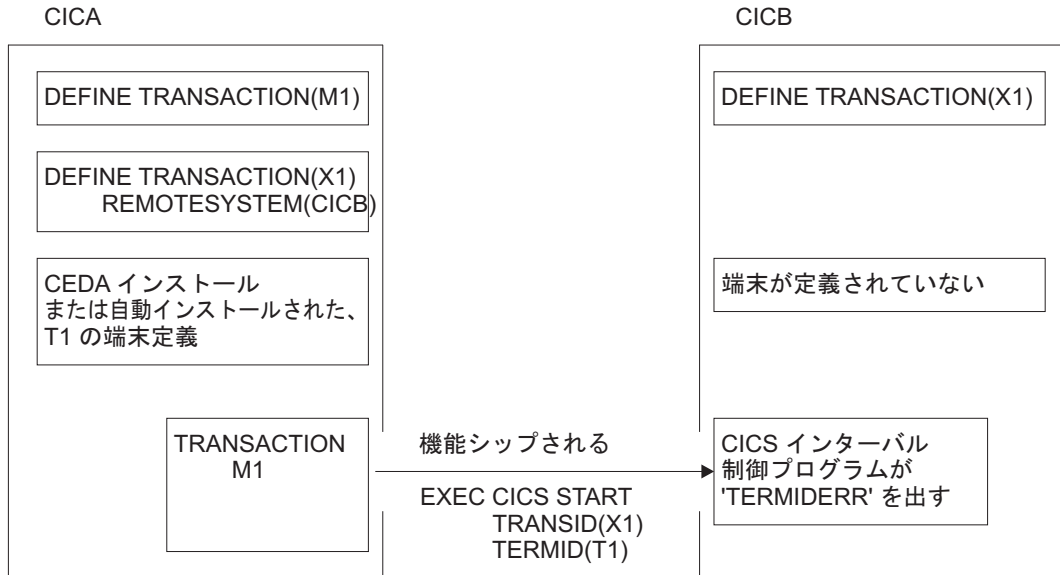 CICA
CICB
DEFINE TRANSACTION(M1)
DEFINE TRANSACTION(X1)
DEFINE TRANSACTION(X1)
REMOTESYSTEM(CICB)
CEDA インストール
または自動インストールされた、
T1 の端末定義
端末が定義されていない
TRANSACTION
M1
機能シップされる
EXEC CICS START
TRANSID(X1)
TERMID(T1)
CICS インターバル
制御プログラムが
'TERMIDERR' を出す